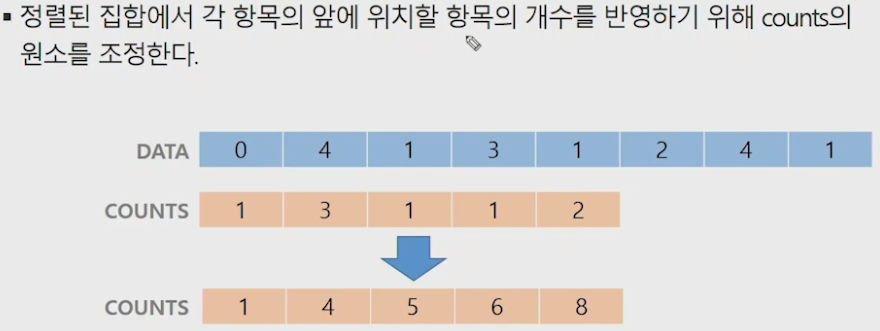 ▪ 정렬된 집합에서 각 항목의 앞에 위치할 항목의 개수를 반영하기 위해 counts의
원소를 조정한다.
DATA 0 4 1 3 1 2 4 1
COUNTS 1 3 1 1 2
COUNTS 1 4 5 6 8